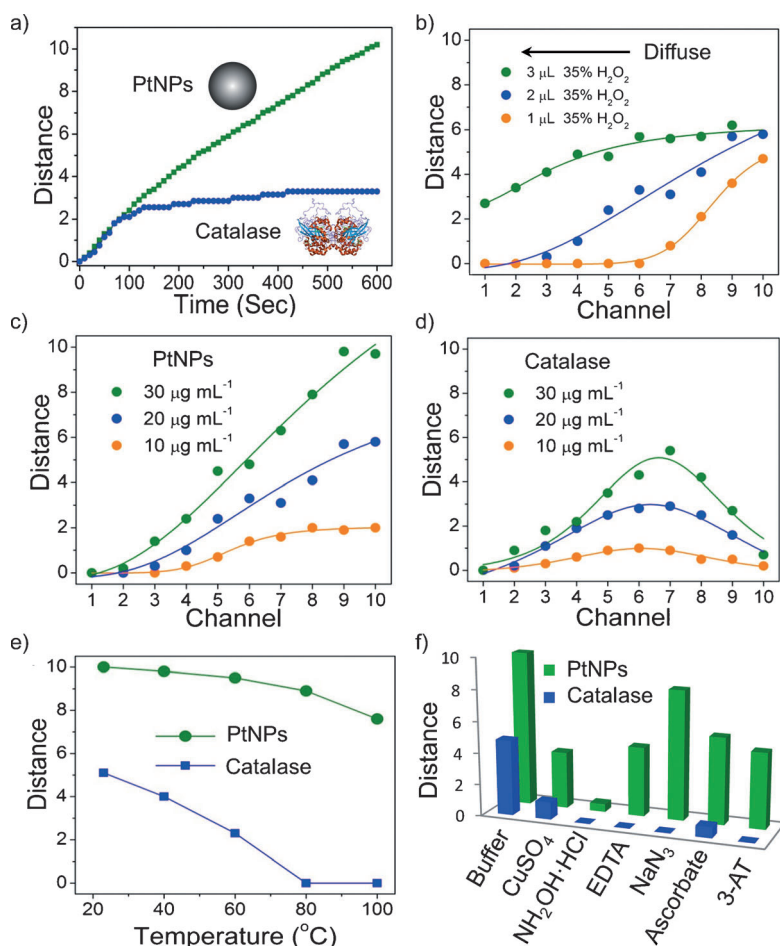 a)
10
8
6
4
2
0
Distance
PtNPs
Catalase
0 100 200 300 400 500 600
Time (Sec)
b)
10
8
6
4
2
0
Distance
Diffuse
3 µL 35% H₂O₂
2 µL 35% H₂O₂
1 µL 35% H₂O₂
1 2 3 4 5 6 7 8 9 10
Channel
c)
10
8
6
4
2
0
Distance
PtNPs
30 µg mL⁻¹
20 µg mL⁻¹
10 µg mL⁻¹
1 2 3 4 5 6 7 8 9 10
Channel
d)
10
8
6
4
2
0
Distance
Catalase
30 µg mL⁻¹
20 µg mL⁻¹
10 µg mL⁻¹
1 2 3 4 5 6 7 8 9 10
Channel
e)
10
8
6
4
2
0
Distance
PtNPs
Catalase
20 40 60 80 100
Temperature (°C)
f)
10
8
6
4
2
0
Distance
PtNPs
Catalase
Buffer
CuSO₄
NH₂OH·HCl
EDTA
NaN₃
Ascorbate
3-AT